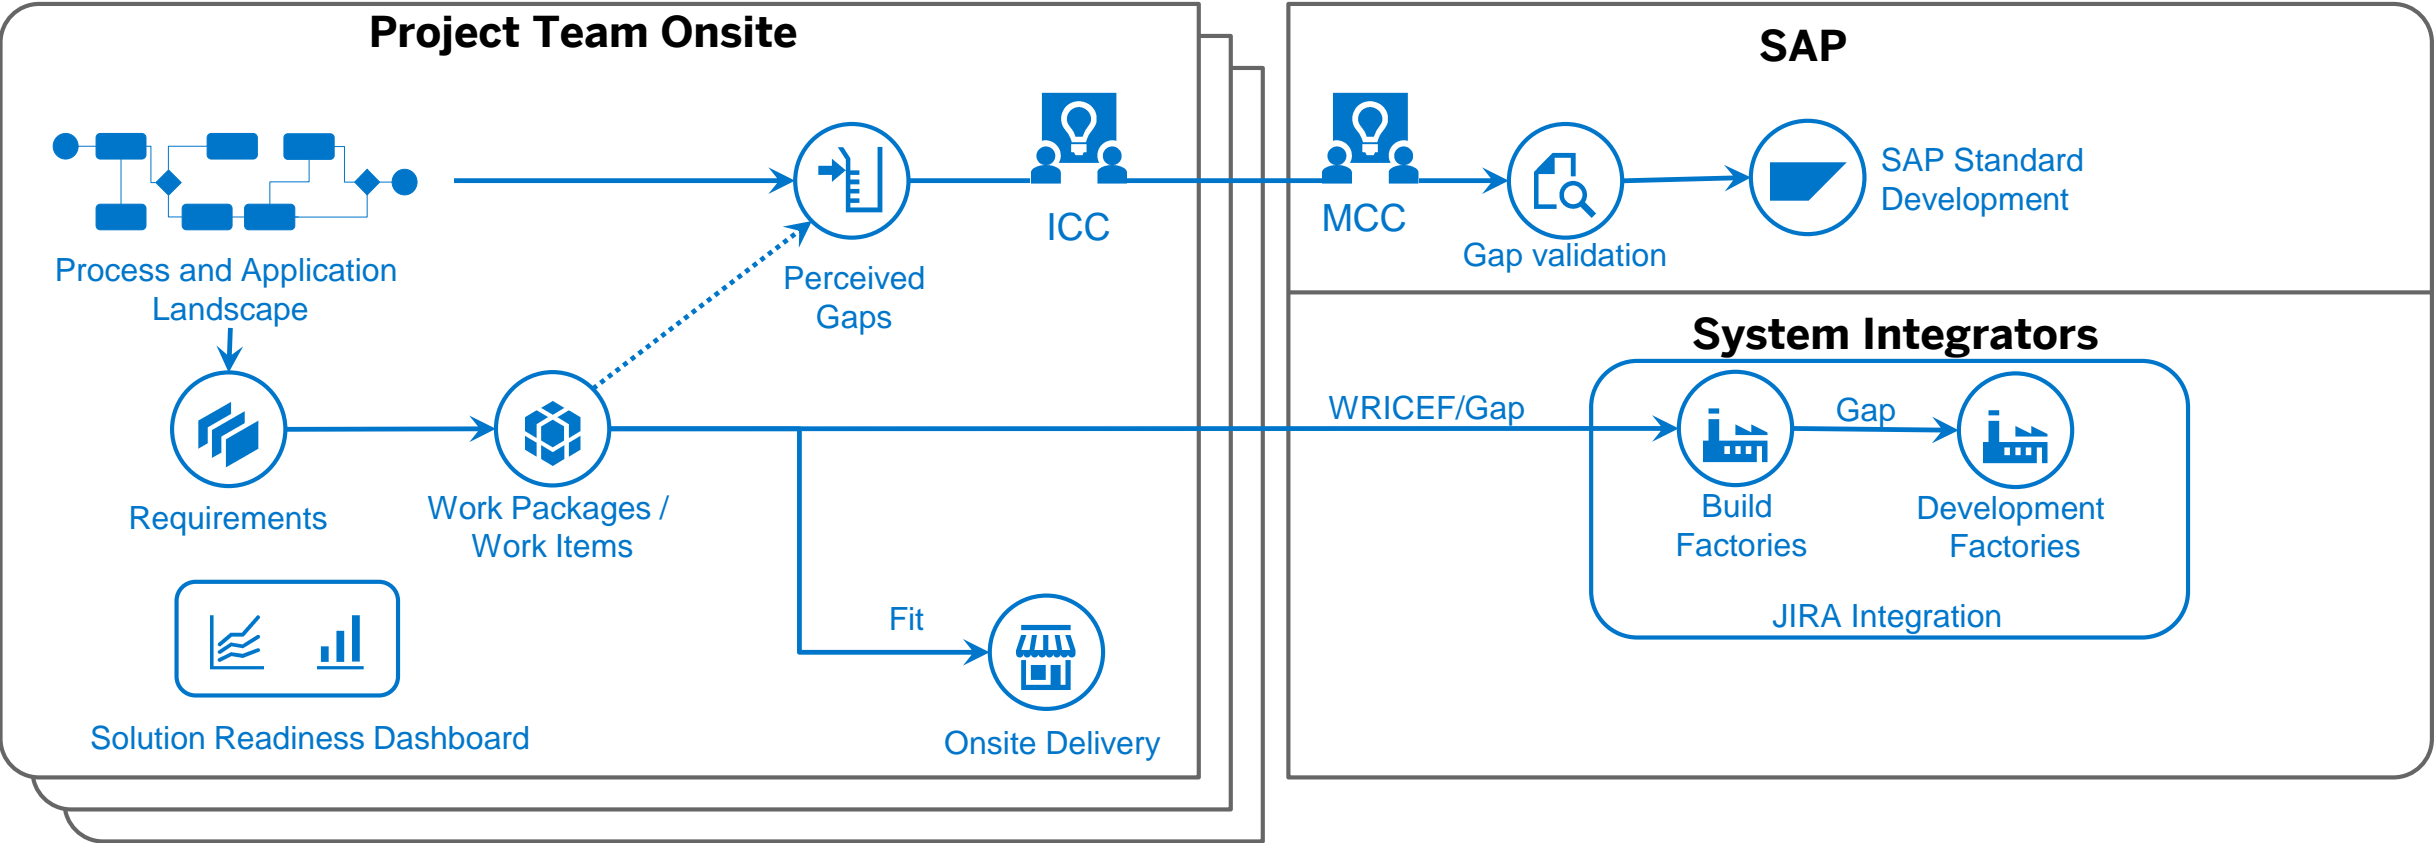 Project Team Onsite
Process and Application
Landscape
Perceived
Gaps
ICC
Requirements
Work Packages /
Work Items
Fit
Solution Readiness Dashboard
Onsite Delivery
SAP
MCC
Gap validation
SAP Standard
Development
System Integrators
WRICEF/Gap
Gap
Build
Factories
Development
Factories
JIRA Integration